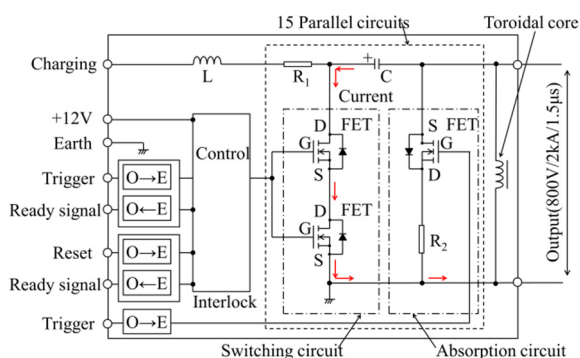 15 Parallel circuits
Toroidal core
Charging
L
R1
+
C
Current
+12V
Earth
Control
D
FET
G
S
S
FET
G
D
Trigger
O→E
Ready signal
O←E
D
FET
G
S
R2
Reset
O→E
Ready signal
O←E
Interlock
Trigger
O→E
Switching circuit
Absorption circuit
Output(800V/2kA/1.5μs)